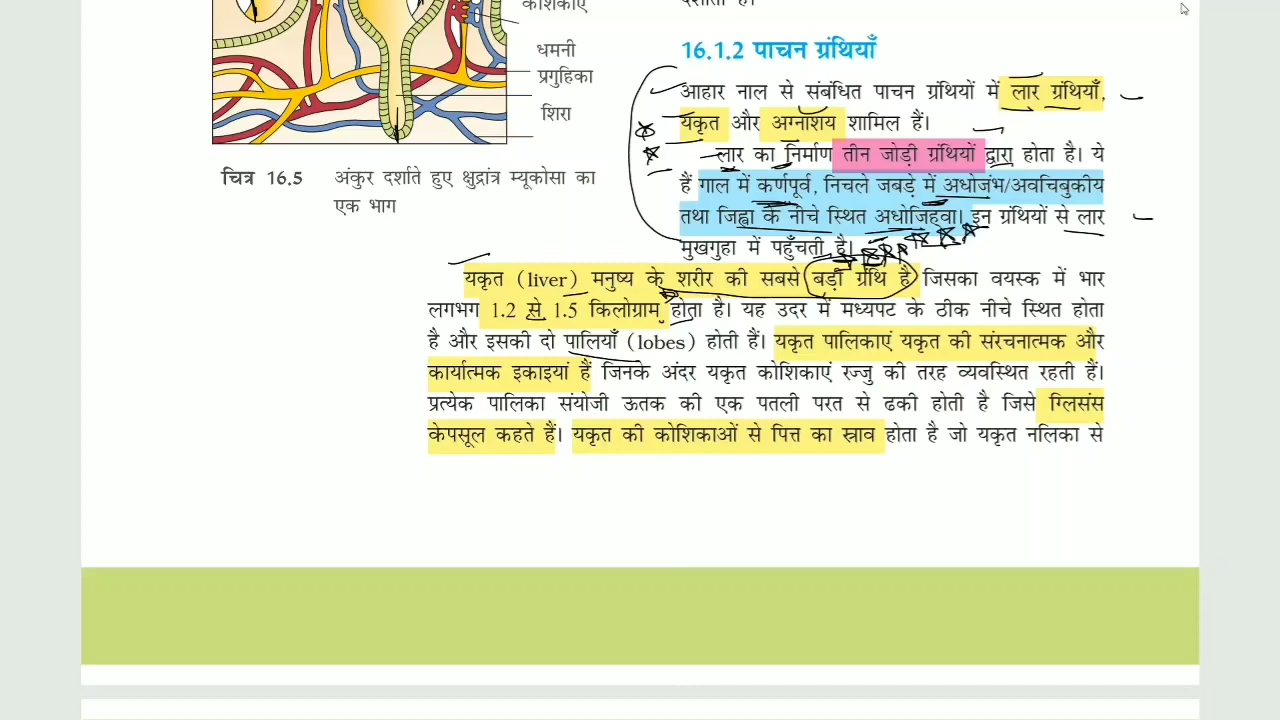 कोशिकाएँ
धमनी
प्रगुहिका
शिरा
चित्र 16.5 अंकुर दर्शाते हुए क्षुद्रांत्र म्यूकोसा का
एक भाग
दर्शाता है।
16.1.2 पाचन ग्रंथियाँ
आहार नाल से संबंधित पाचन ग्रंथियों में लार ग्रंथियाँ,
यकृत और अग्नाशय शामिल हैं।
लार का निर्माण तीन जोड़ी ग्रंथियों द्वारा होता है। ये
हैं गाल में कर्णपूर्व, निचले जबड़े में अधोजंभ/अवचिबुकीय
तथा जिह्वा के नीचे स्थित अधोजिहवा। इन ग्रंथियों से लार
मुखगुहा में पहुँचती है।
यकृत (liver) मनुष्य के शरीर की सबसे बड़ी ग्रंथि है जिसका वयस्क में भार
लगभग 1.2 से 1.5 किलोग्राम होता है। यह उदर में मध्यपट के ठीक नीचे स्थित होता
है और इसकी दो पालियाँ (lobes) होती हैं। यकृत पालिकाएं यकृत की संरचनात्मक और
कार्यात्मक इकाइयां हैं जिनके अंदर यकृत कोशिकाएं रज्जु की तरह व्यवस्थित रहती हैं।
प्रत्येक पालिका संयोजी ऊतक की एक पतली परत से ढकी होती है जिसे ग्लिसंस
केपसूल कहते हैं। यकृत की कोशिकाओं से पित्त का स्राव होता है जो यकृत नलिका से